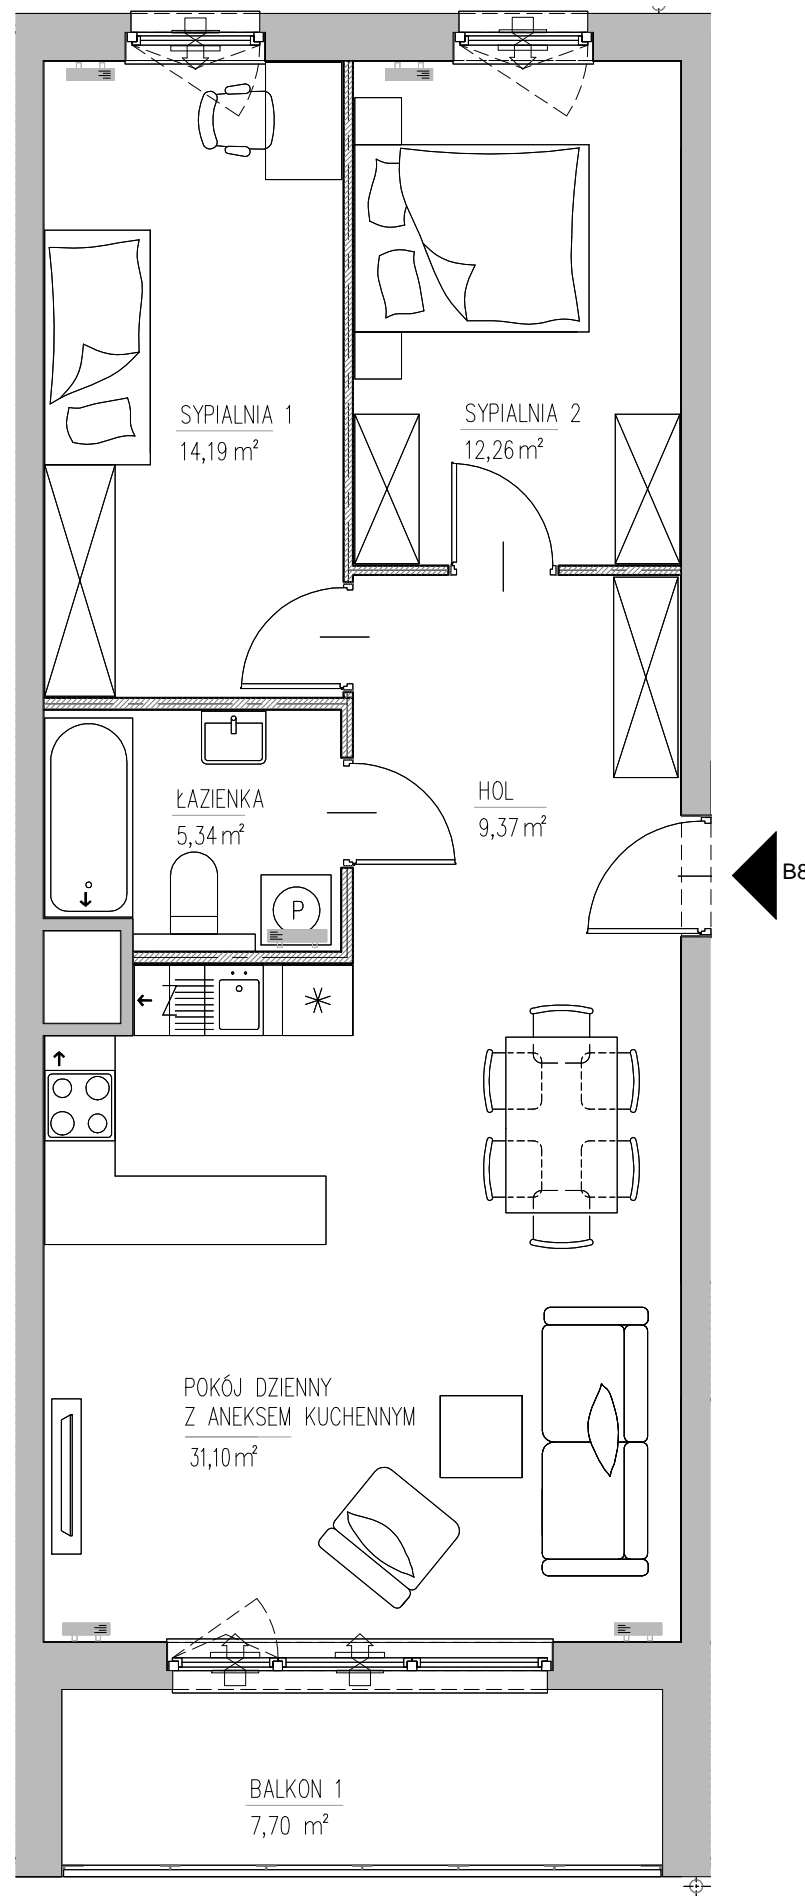 SYPIALNIA 1
14,19 m²
SYPIALNIA 2
12,26 m²
ŁAZIENKA
5,34 m²
HOL
9,37 m²
B8
P
POKÓJ DZIENNY
Z ANEKSEM KUCHENNYM
31,10 m²
BALKON 1
7,70 m²